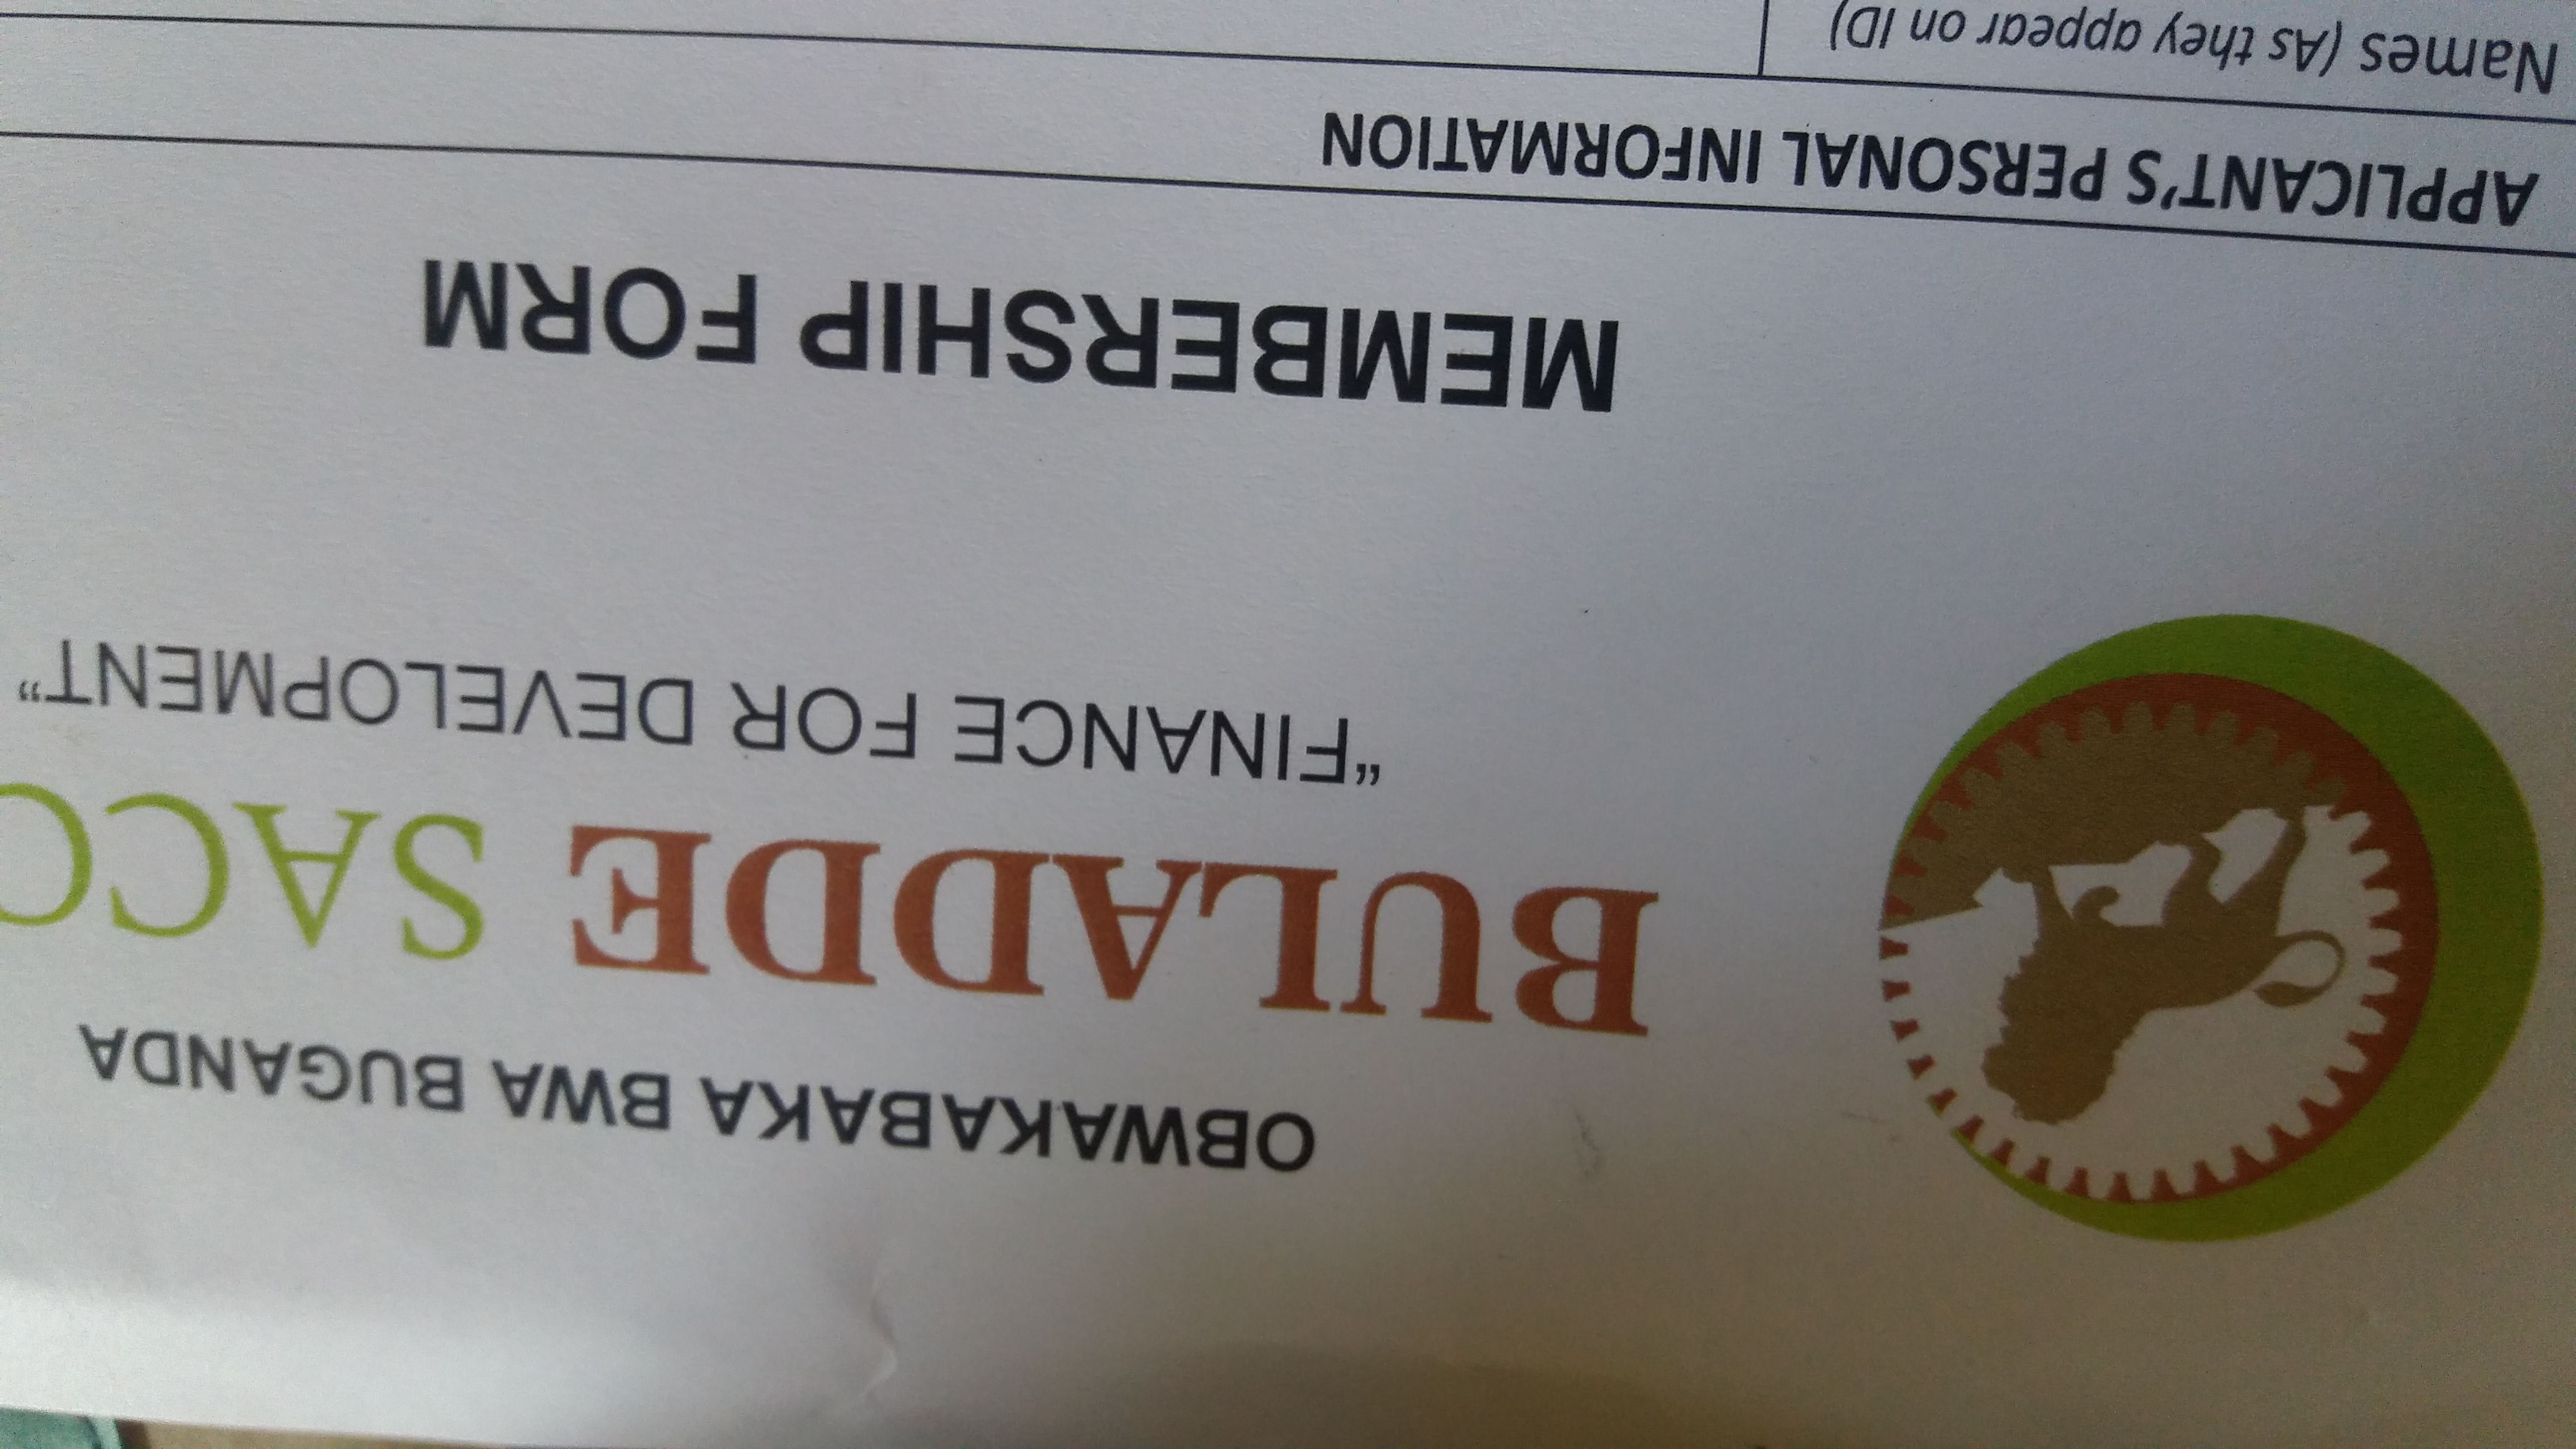 OBWAKABAKA BWA BUGANDA
BULADDE SACC
“FINANCE FOR DEVELOPMENT”
MEMBERSHIP FORM
APPLICANT'S PERSONAL INFORMATION
Names (As they appear on ID)